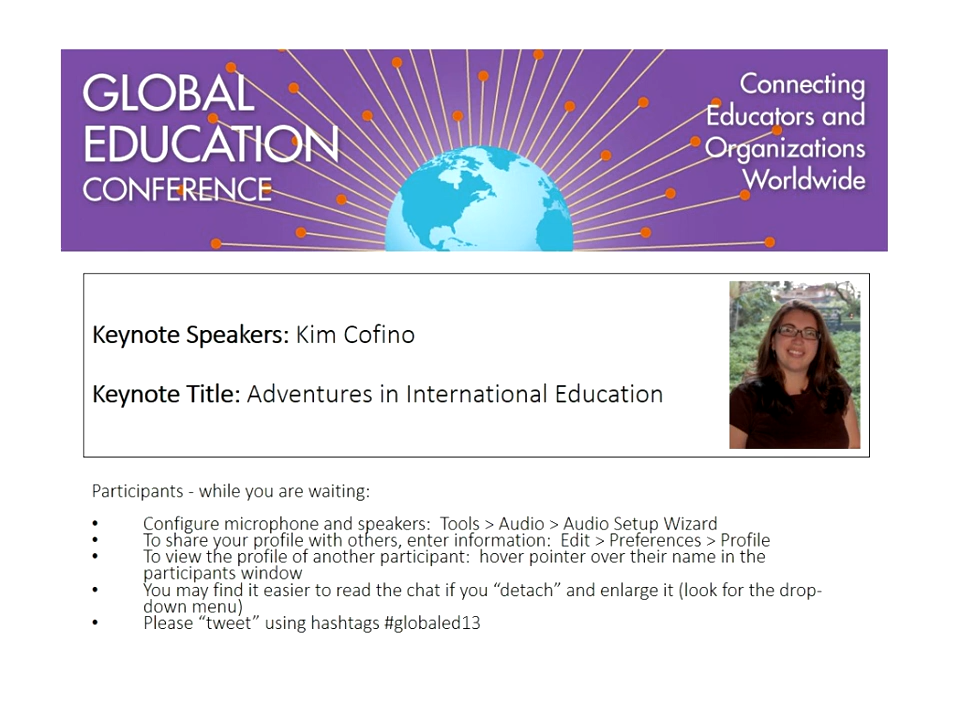 GLOBAL
EDUCATION
CONFERENCE
Connecting
Educators and
Organizations
Worldwide
Keynote Speakers: Kim Cofino
Keynote Title: Adventures in International Education
Participants - while you are waiting:
• Configure microphone and speakers: Tools > Audio > Audio Setup Wizard
• To share your profile with others, enter information: Edit > Preferences > Profile
• To view the profile of another participant: hover pointer over their name in the
participants window
• You may find it easier to read the chat if you “detach” and enlarge it (look for the drop-
down menu)
• Please “tweet” using hashtags #globaled13